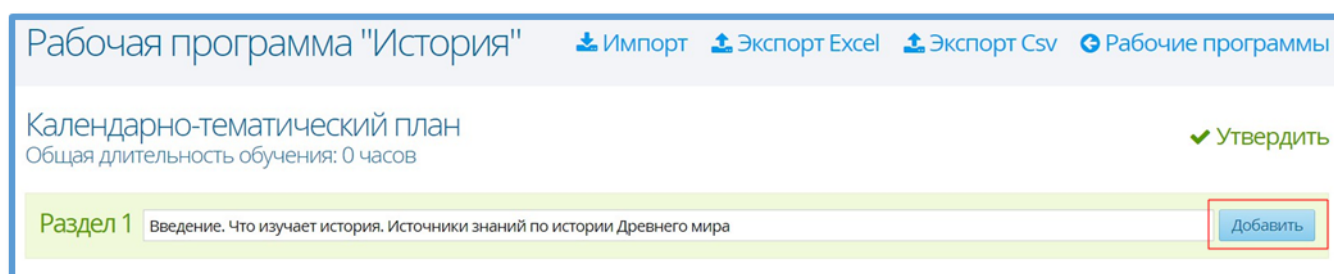 Рабочая программа "История" Импорт Экспорт Excel Экспорт Csv Рабочие программы
Календарно-тематический план
Общая длительность обучения: 0 часов
Утвердить
Раздел 1 Введение. Что изучает история. Источники знаний по истории Древнего мира Добавить